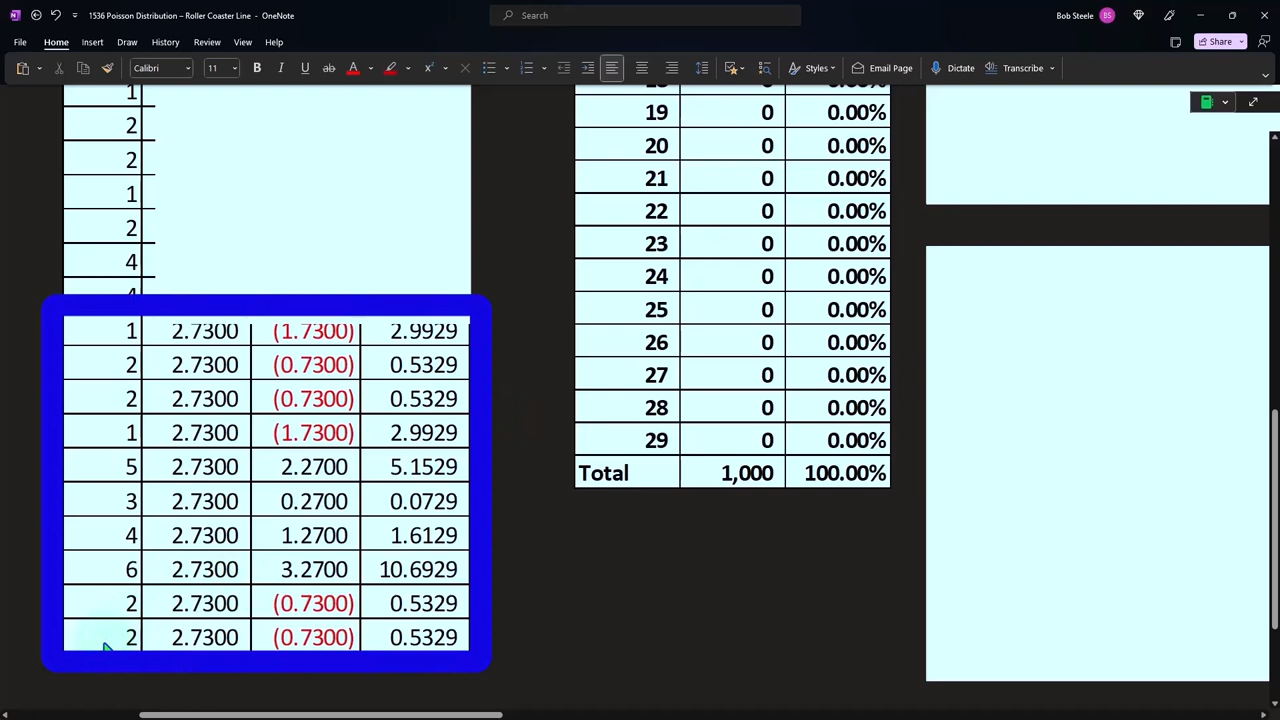 1536 Poisson Distribution – Roller Coaster Line - OneNote
Search
Bob Steele BS
File Home Insert Draw History Review View Help
Share
Calibri 11 B I U ab A x Styles Email Page Dictate Transcribe
1
2
2
1
2
4
4
1 2.7300 (1.7300) 2.9929
2 2.7300 (0.7300) 0.5329
2 2.7300 (0.7300) 0.5329
1 2.7300 (1.7300) 2.9929
5 2.7300 2.2700 5.1529
3 2.7300 0.2700 0.0729
4 2.7300 1.2700 1.6129
6 2.7300 3.2700 10.6929
2 2.7300 (0.7300) 0.5329
2 2.7300 (0.7300) 0.5329
18 0 0.00%
19 0 0.00%
20 0 0.00%
21 0 0.00%
22 0 0.00%
23 0 0.00%
24 0 0.00%
25 0 0.00%
26 0 0.00%
27 0 0.00%
28 0 0.00%
29 0 0.00%
Total 1,000 100.00%